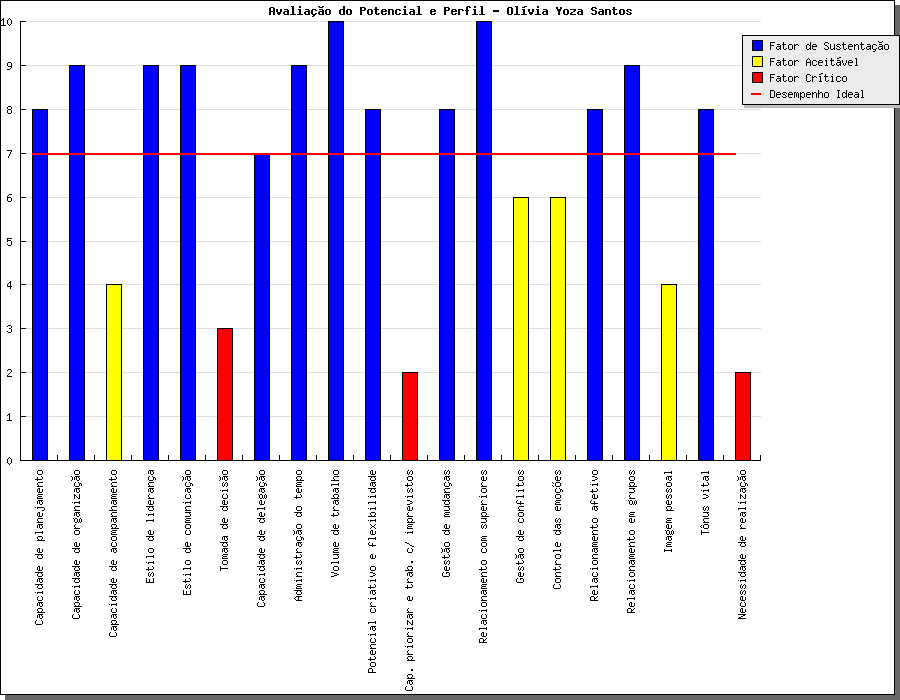 Avaliação do Potencial e Perfil - Olívia Yoza Santos
Fator de Sustentação
Fator Aceitável
Fator Crítico
Desempenho Ideal
10
9
8
7
6
5
4
3
2
1
0
Capacidade de planejamento
Capacidade de organização
Capacidade de acompanhamento
Estilo de liderança
Estilo de comunicação
Tomada de decisão
Capacidade de delegação
Administração do tempo
Volume de trabalho
Potencial criativo e flexibilidade
Cap. priorizar e trab. c/ imprevistos
Gestão de mudanças
Relacionamento com superiores
Gestão de conflitos
Controle das emoções
Relacionamento afetivo
Relacionamento em grupos
Imagem pessoal
Tônus vital
Necessidade de realização